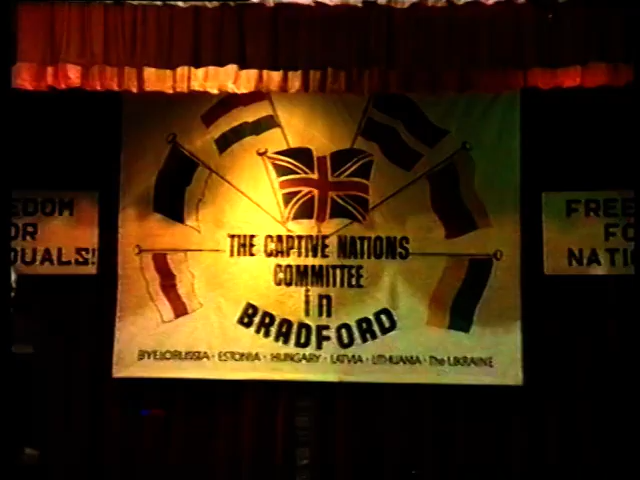 EDOM
OR
DUALS!
THE CAPTIVE NATIONS
COMMITTEE
in
BRADFORD
BYELORUSSIA · ESTONIA · HUNGARY · LATVIA · LITHUANIA · The UKRAINE
FREE
FO
NATI